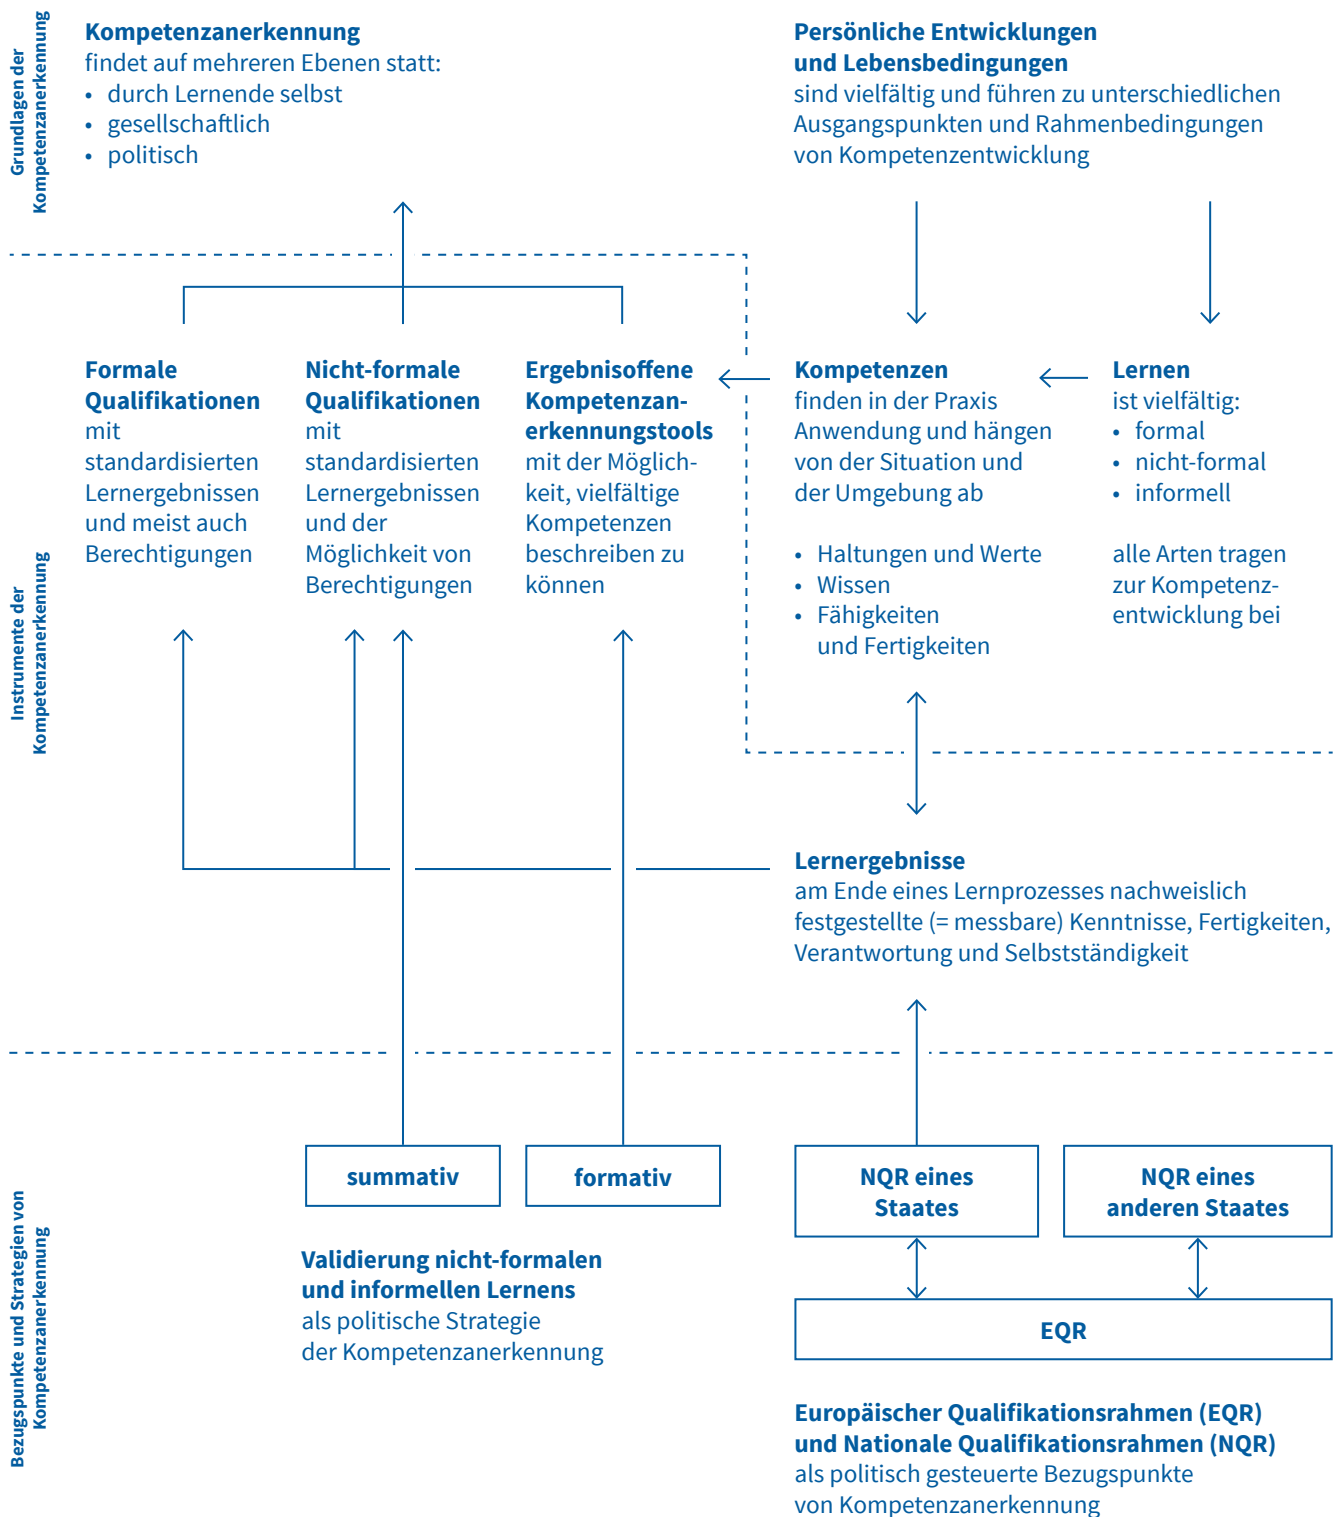 Grundlagen der
Kompetenzanerkennung
Kompetenzanerkennung
findet auf mehreren Ebenen statt:
• durch Lernende selbst
• gesellschaftlich
• politisch
Persönliche Entwicklungen
und Lebensbedingungen
sind vielfältig und führen zu unterschiedlichen
Ausgangspunkten und Rahmenbedingungen
von Kompetenzentwicklung
Instrumente der
Kompetenzanerkennung
Formale
Qualifikationen
mit
standardisierten
Lernergebnissen
und meist auch
Berechtigungen
Nicht-formale
Qualifikationen
mit
standardisierten
Lernergebnissen
und der
Möglichkeit von
Berechtigungen
Ergebnisoffene
Kompetenzan-
erkennungstools
mit der Möglich-
keit, vielfältige
Kompetenzen
beschreiben zu
können
Kompetenzen
finden in der Praxis
Anwendung und hängen
von der Situation und
der Umgebung ab
• Haltungen und Werte
• Wissen
• Fähigkeiten
und Fertigkeiten
Lernen
ist vielfältig:
• formal
• nicht-formal
• informell
alle Arten tragen
zur Kompetenz-
entwicklung bei
Lernergebnisse
am Ende eines Lernprozesses nachweislich
festgestellte (= messbare) Kenntnisse, Fertigkeiten,
Verantwortung und Selbstständigkeit
Bezugspunkte und Strategien von
Kompetenzanerkennung
summativ
formativ
Validierung nicht-formalen
und informellen Lernens
als politische Strategie
der Kompetenzanerkennung
NQR eines
Staates
NQR eines
anderen Staates
EQR
Europäischer Qualifikationsrahmen (EQR)
und Nationale Qualifikationsrahmen (NQR)
als politisch gesteuerte Bezugspunkte
von Kompetenzanerkennung